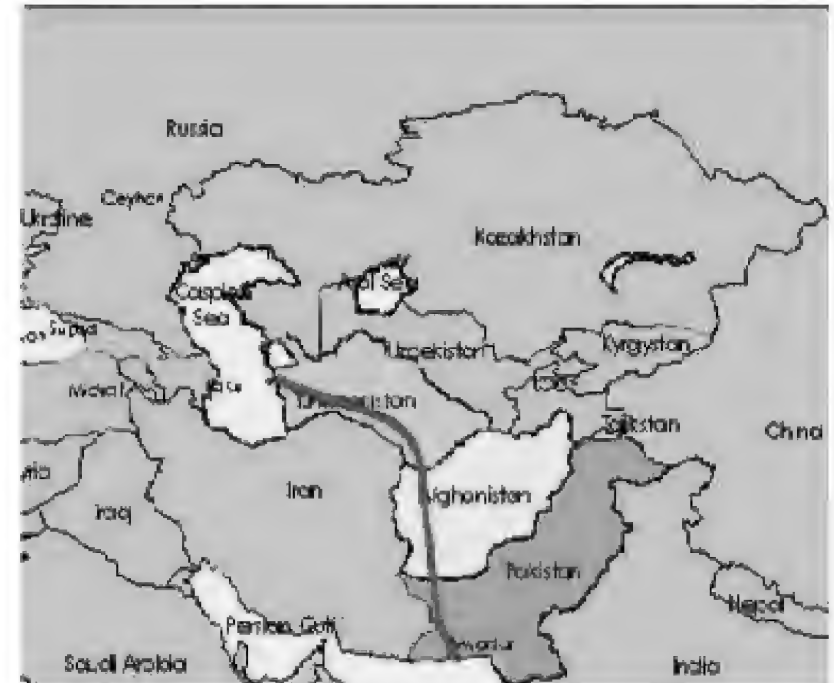 Russia
Ceyhan
Ukraine
Kazakhstan
Caspian
Sea
Aral Sea
Uzbekistan
Kyrgystan
Turkmenistan
Tajikistan
China
Iran
Afghanistan
Iraq
Pakistan
Nepal
Persian Gulf
Saudi Arabia
India